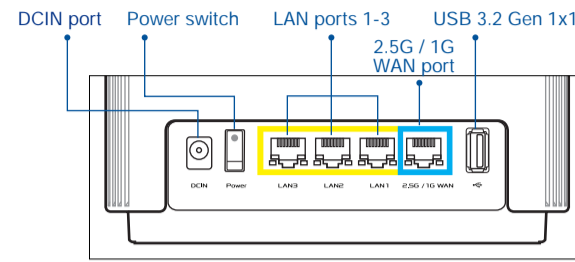 DCIN port
Power switch
LAN ports 1-3
USB 3.2 Gen 1x1
2.5G / 1G
WAN port
DCIN
Power
LAN3
LAN2
LAN1
2,5G / 1G WAN